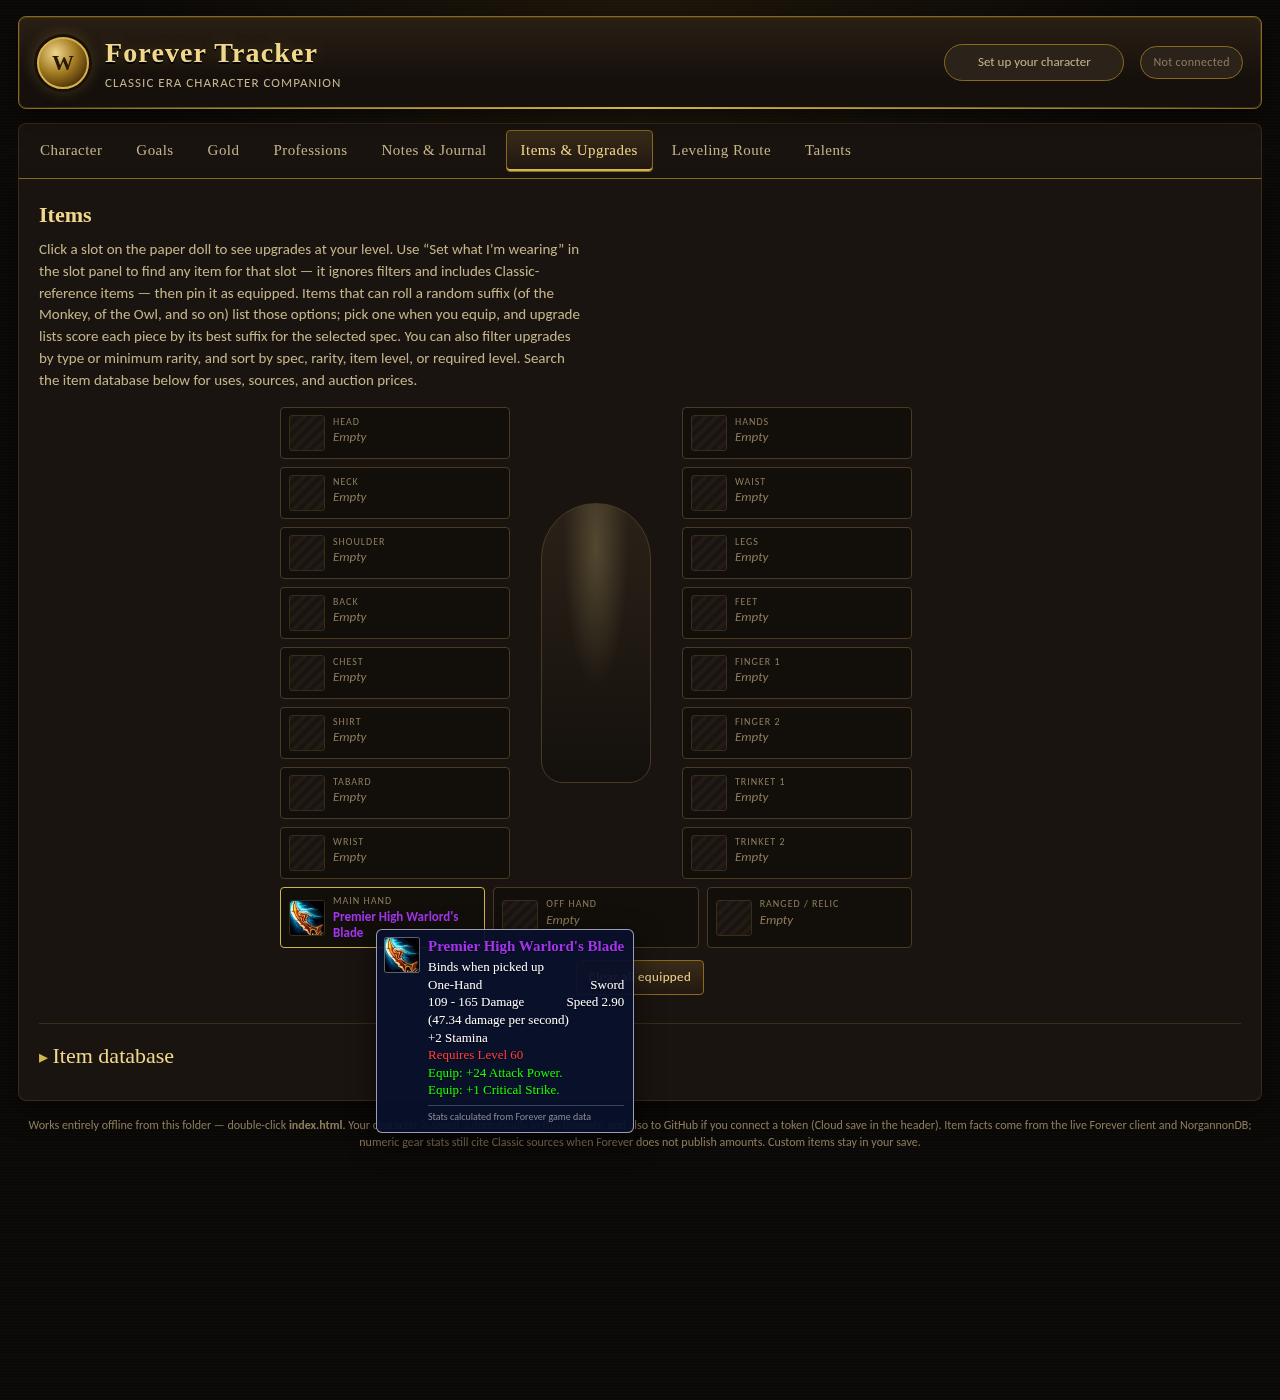 W
Forever Tracker
CLASSIC ERA CHARACTER COMPANION
Set up your character
Not connected
Character
Goals
Gold
Professions
Notes & Journal
Items & Upgrades
Leveling Route
Talents
Items
Click a slot on the paper doll to see upgrades at your level. Use “Set what I’m wearing” in
the slot panel to find any item for that slot — it ignores filters and includes Classic-
reference items — then pin it as equipped. Items that can roll a random suffix (of the
Monkey, of the Owl, and so on) list those options; pick one when you equip, and upgrade
lists score each piece by its best suffix for the selected spec. You can also filter upgrades
by type or minimum rarity, and sort by spec, rarity, item level, or required level. Search
the item database below for uses, sources, and auction prices.
HEAD
Empty
NECK
Empty
SHOULDER
Empty
BACK
Empty
CHEST
Empty
SHIRT
Empty
TABARD
Empty
WRIST
Empty
HANDS
Empty
WAIST
Empty
LEGS
Empty
FEET
Empty
FINGER 1
Empty
FINGER 2
Empty
TRINKET 1
Empty
TRINKET 2
Empty
MAIN HAND
Premier High Warlord's
Blade
OFF HAND
Empty
RANGED / RELIC
Empty
Premier High Warlord's Blade
Binds when picked up
One-Hand Sword
109 - 165 Damage Speed 2.90
(47.34 damage per second)
+2 Stamina
Requires Level 60
Equip: +24 Attack Power.
Equip: +1 Critical Strike.
Stats calculated from Forever game data
equipped
▸ Item database
Works entirely offline from this folder — double-click index.html. Your also to GitHub if you connect a token (Cloud save in the header). Item facts come from the live Forever client and NorgannonDB;
numeric gear stats still cite Classic sources when Forever does not publish amounts. Custom items stay in your save.